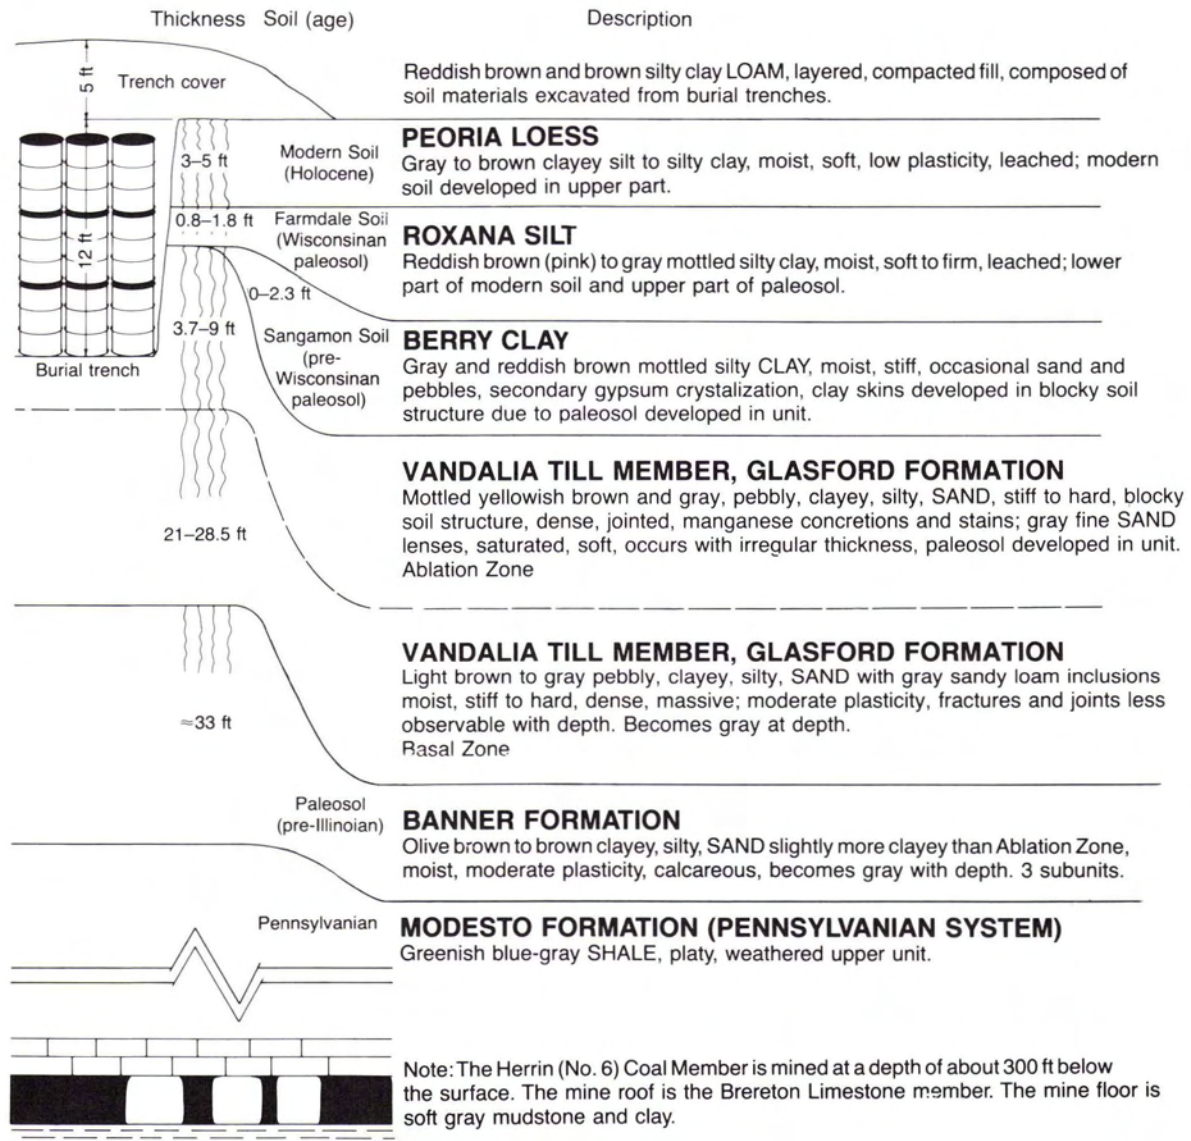 Thickness Soil (age) Description
5 ft
Trench cover
Reddish brown and brown silty clay LOAM, layered, compacted fill, composed of
soil materials excavated from burial trenches.
12 ft
Burial trench
3–5 ft
Modern Soil
(Holocene)
PEORIA LOESS
Gray to brown clayey silt to silty clay, moist, soft, low plasticity, leached; modern
soil developed in upper part.
0.8–1.8 ft
Farmdale Soil
(Wisconsinan
paleosol)
ROXANA SILT
Reddish brown (pink) to gray mottled silty clay, moist, soft to firm, leached; lower
part of modern soil and upper part of paleosol.
0–2.3 ft
3.7–9 ft
Sangamon Soil
(pre-
Wisconsinan
paleosol)
BERRY CLAY
Gray and reddish brown mottled silty CLAY, moist, stiff, occasional sand and
pebbles, secondary gypsum crystalization, clay skins developed in blocky soil
structure due to paleosol developed in unit.
21–28.5 ft
VANDALIA TILL MEMBER, GLASFORD FORMATION
Mottled yellowish brown and gray, pebbly, clayey, silty, SAND, stiff to hard, blocky
soil structure, dense, jointed, manganese concretions and stains; gray fine SAND
lenses, saturated, soft, occurs with irregular thickness, paleosol developed in unit.
Ablation Zone
≈33 ft
VANDALIA TILL MEMBER, GLASFORD FORMATION
Light brown to gray pebbly, clayey, silty, SAND with gray sandy loam inclusions
moist, stiff to hard, dense, massive; moderate plasticity, fractures and joints less
observable with depth. Becomes gray at depth.
Basal Zone
Paleosol
(pre-Illinoian)
BANNER FORMATION
Olive brown to brown clayey, silty, SAND slightly more clayey than Ablation Zone,
moist, moderate plasticity, calcareous, becomes gray with depth. 3 subunits.
Pennsylvanian
MODESTO FORMATION (PENNSYLVANIAN SYSTEM)
Greenish blue-gray SHALE, platy, weathered upper unit.
Note: The Herrin (No. 6) Coal Member is mined at a depth of about 300 ft below
the surface. The mine roof is the Brereton Limestone member. The mine floor is
soft gray mudstone and clay.